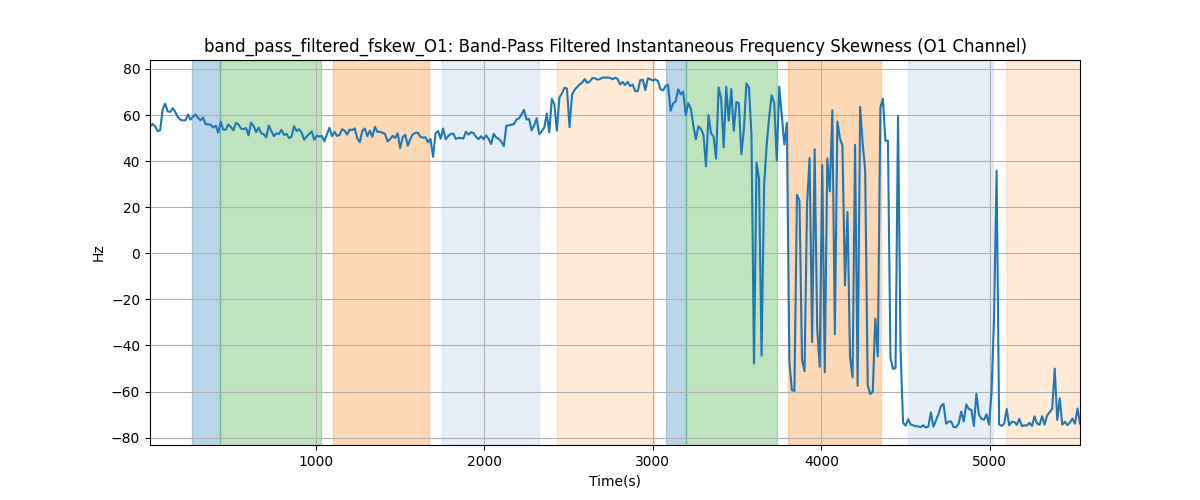 band_pass_filtered_fskew_O1: Band-Pass Filtered Instantaneous Frequency Skewness (O1 Channel)
80
60
40
20
0
−20
−40
−60
−80
Hz
1000 2000 3000 4000 5000
Time(s)